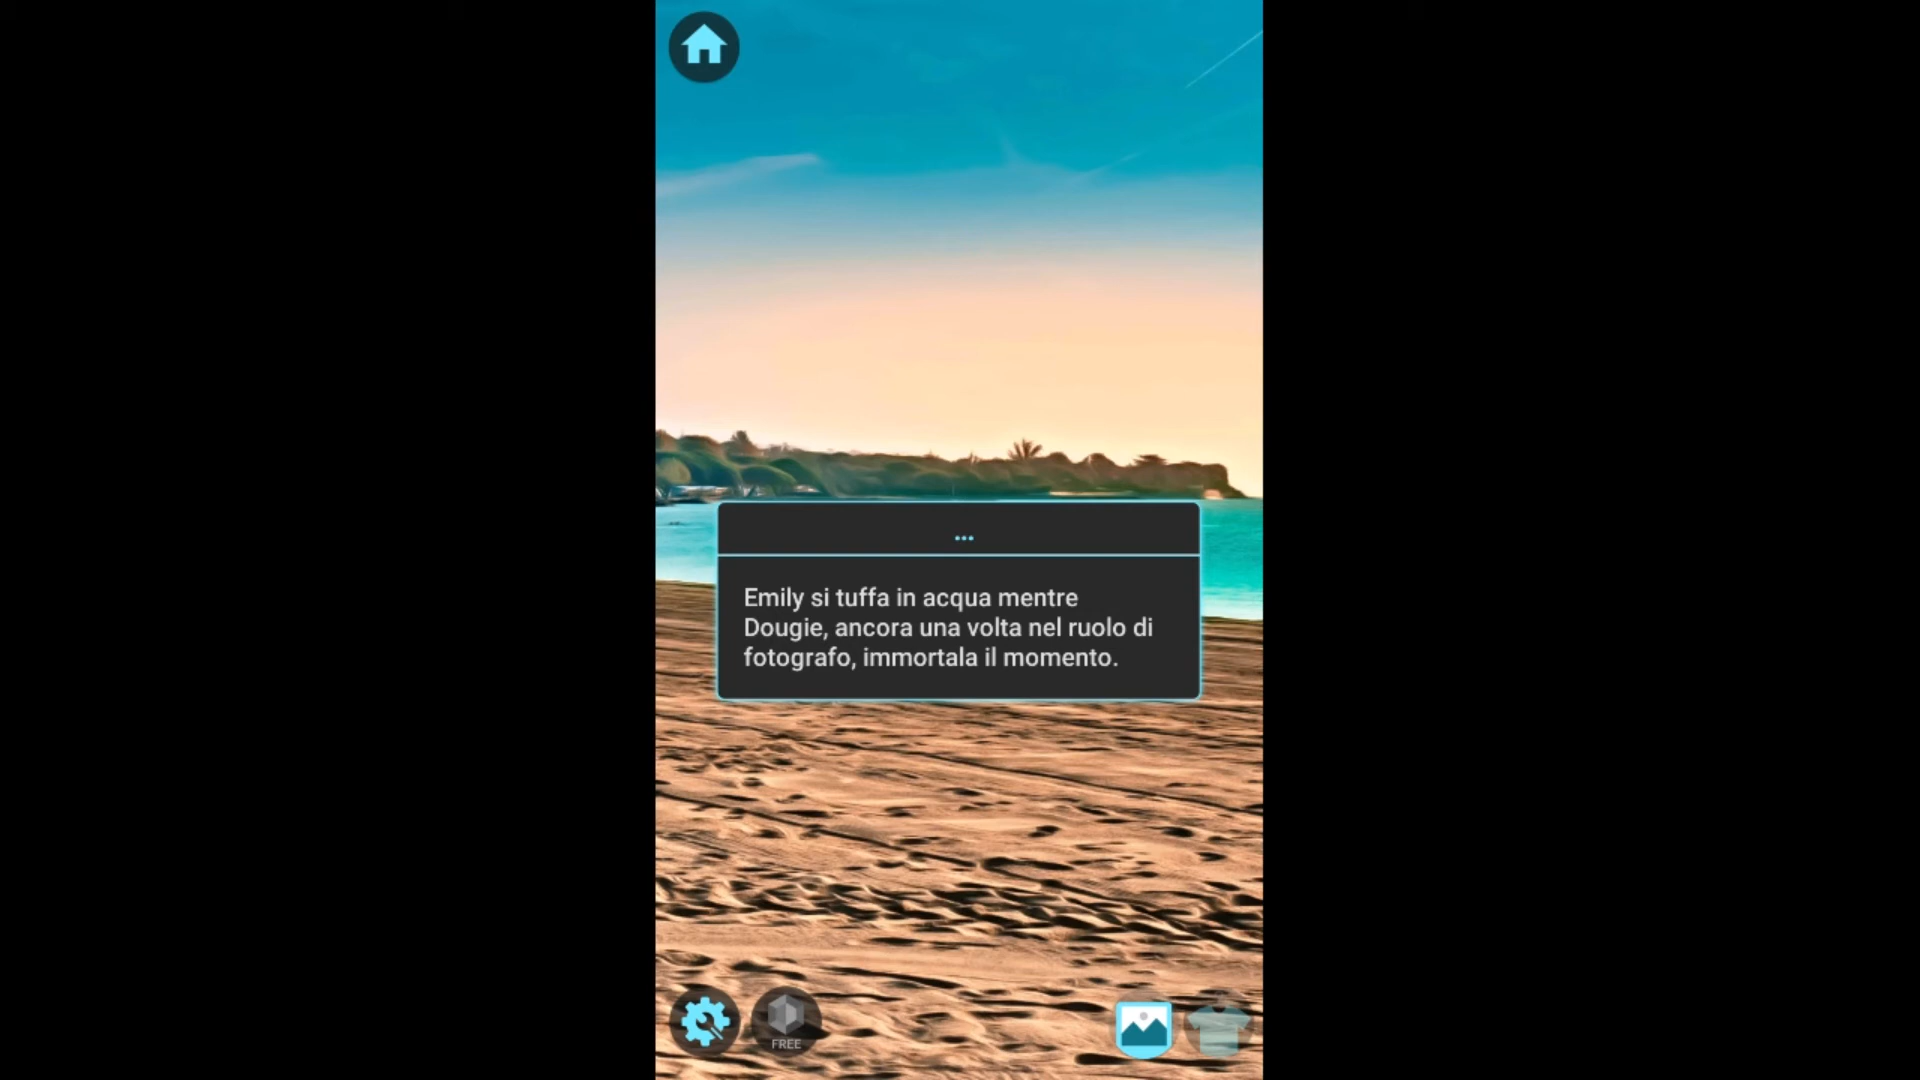 ...
Emily si tuffa in acqua mentre
Dougie, ancora una volta nel ruolo di
fotografo, immortala il momento.
FREE